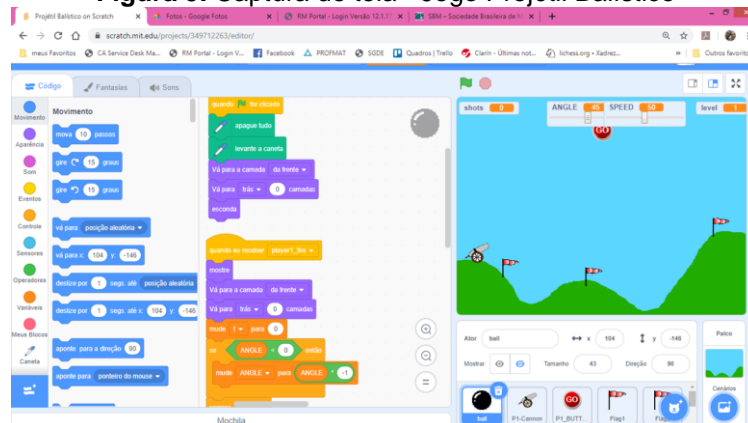 Figura 3: Captura de tela - Jogo Projétil Balístico
Projétil Balístico on Scratch
Fotos - Google Fotos
RM Portal - Login Versão 12.1.1
SBM – Sociedade Brasileira de M
scratch.mit.edu/projects/349712263/editor/
meus Favoritos
CA Service Desk Ma...
RM Portal - Login V...
Facebook
PROFMAT
SGDE
Quadros | Trello
Clarín - Últimas not...
lichess.org • Xadrez...
Outros favoritos
Código
Fantasias
Sons
Movimento
Aparência
Som
Eventos
Controle
Sensores
Operadores
Variáveis
Meus Blocos
Caneta
Movimento
mova 10 passos
gire 15 graus
gire 15 graus
vá para posição aleatória
vá para x: 104 y: -146
deslize por 1 segs. até posição aleatória
deslize por 1 segs. até x: 104 y: -146
aponte para a direção 90
aponte para ponteiro do mouse
quando for clicado
apague tudo
levante a caneta
Vá para a camada da frente
Vá para trás 0 camadas
esconda
quando eu receber player1_fire
mostre
Vá para a camada da frente
Vá para trás 0 camadas
mude t para 0
se ANGLE < 0 então
mude ANGLE para ANGLE * -1
Mochila
shots 0
ANGLE 45
SPEED 50
level 1
GO
Ator ball
x 104
y -146
Mostrar
Tamanho 43
Direção 90
Palco
Cenários
ball
P1-Cannon
GO
P1_BUTT...
Flag1